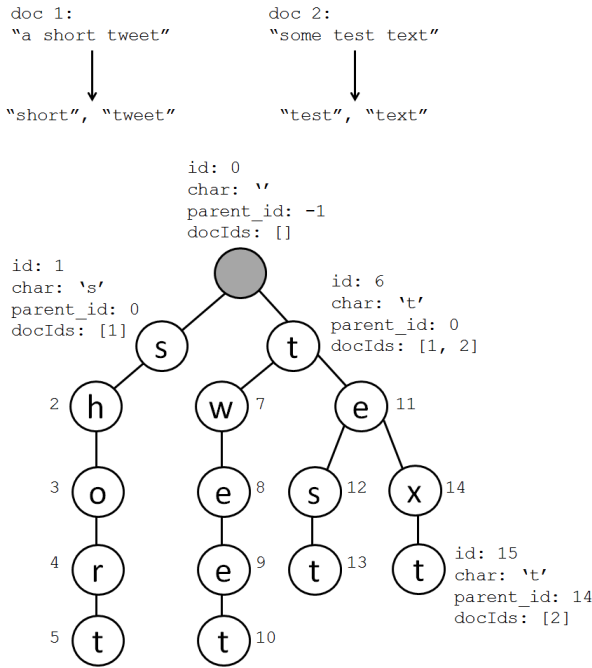 doc 1:
“a short tweet”
doc 2:
“some test text”
“short”, “tweet”
“test”, “text”
id: 0
char: ‘’
parent_id: -1
docIds: []
id: 1
char: ‘s’
parent_id: 0
docIds: [1]
id: 6
char: ‘t’
parent_id: 0
docIds: [1, 2]
s
t
2 h
w 7
e 11
3 o
e 8
s 12
x 14
4 r
e 9
t 13
t
id: 15
char: ‘t’
parent_id: 14
docIds: [2]
5 t
t 10